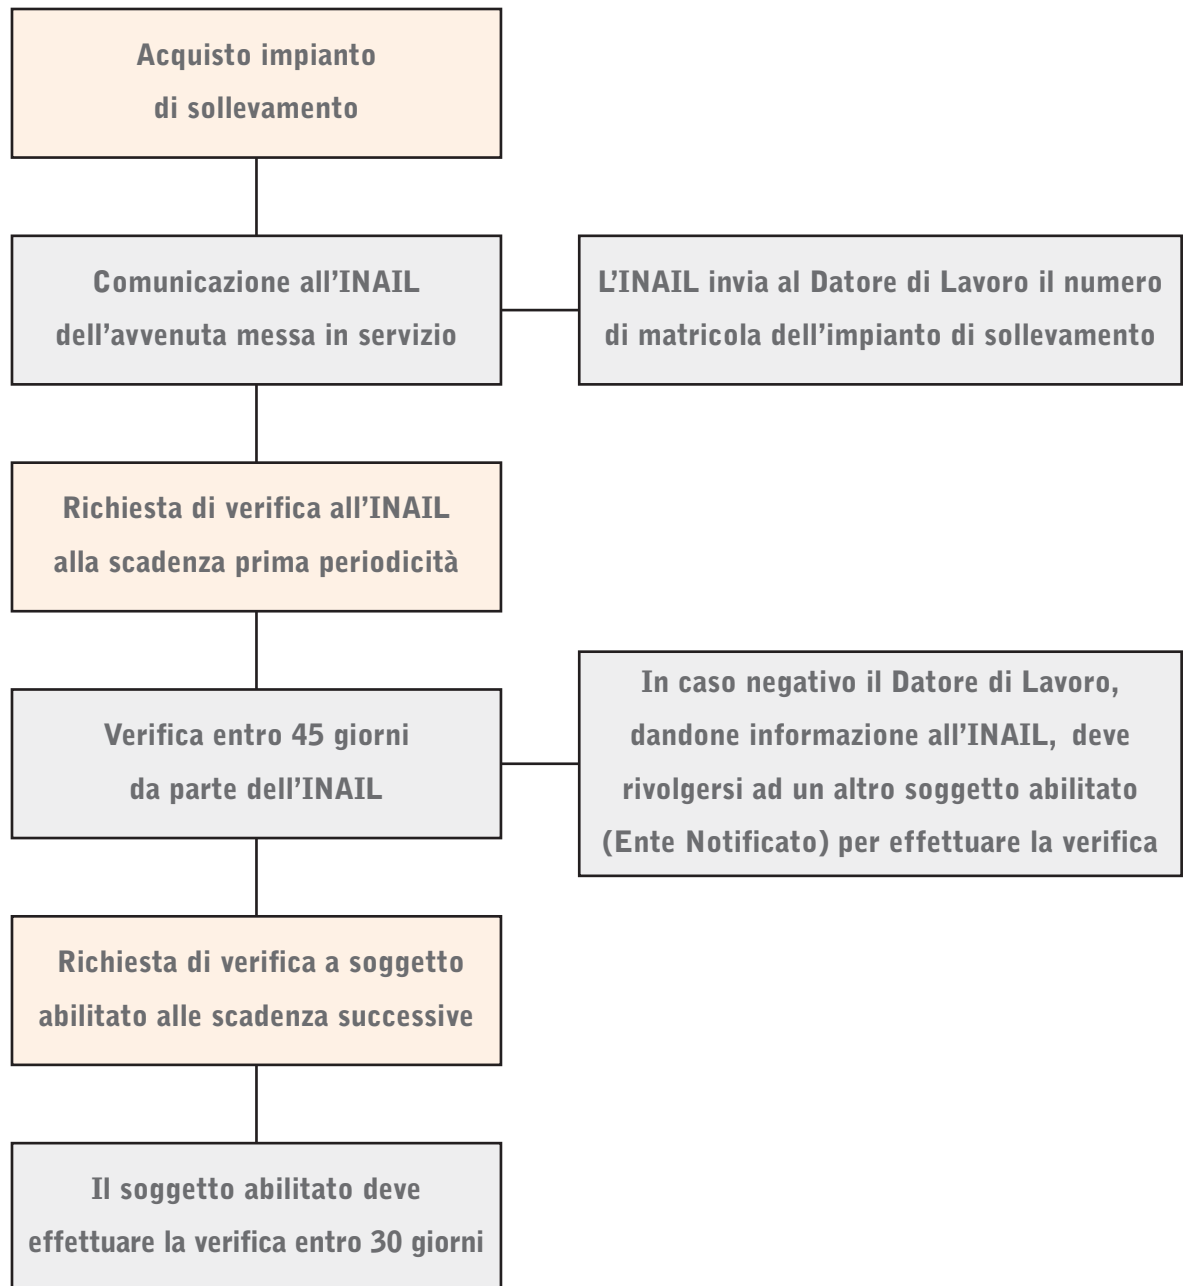 Acquisto impianto
di sollevamento
Comunicazione all'INAIL
dell'avvenuta messa in servizio
L'INAIL invia al Datore di Lavoro il numero
di matricola dell'impianto di sollevamento
Richiesta di verifica all'INAIL
alla scadenza prima periodicità
Verifica entro 45 giorni
da parte dell'INAIL
In caso negativo il Datore di Lavoro,
dandone informazione all'INAIL, deve
rivolgersi ad un altro soggetto abilitato
(Ente Notificato) per effettuare la verifica
Richiesta di verifica a soggetto
abilitato alle scadenza successive
Il soggetto abilitato deve
effettuare la verifica entro 30 giorni